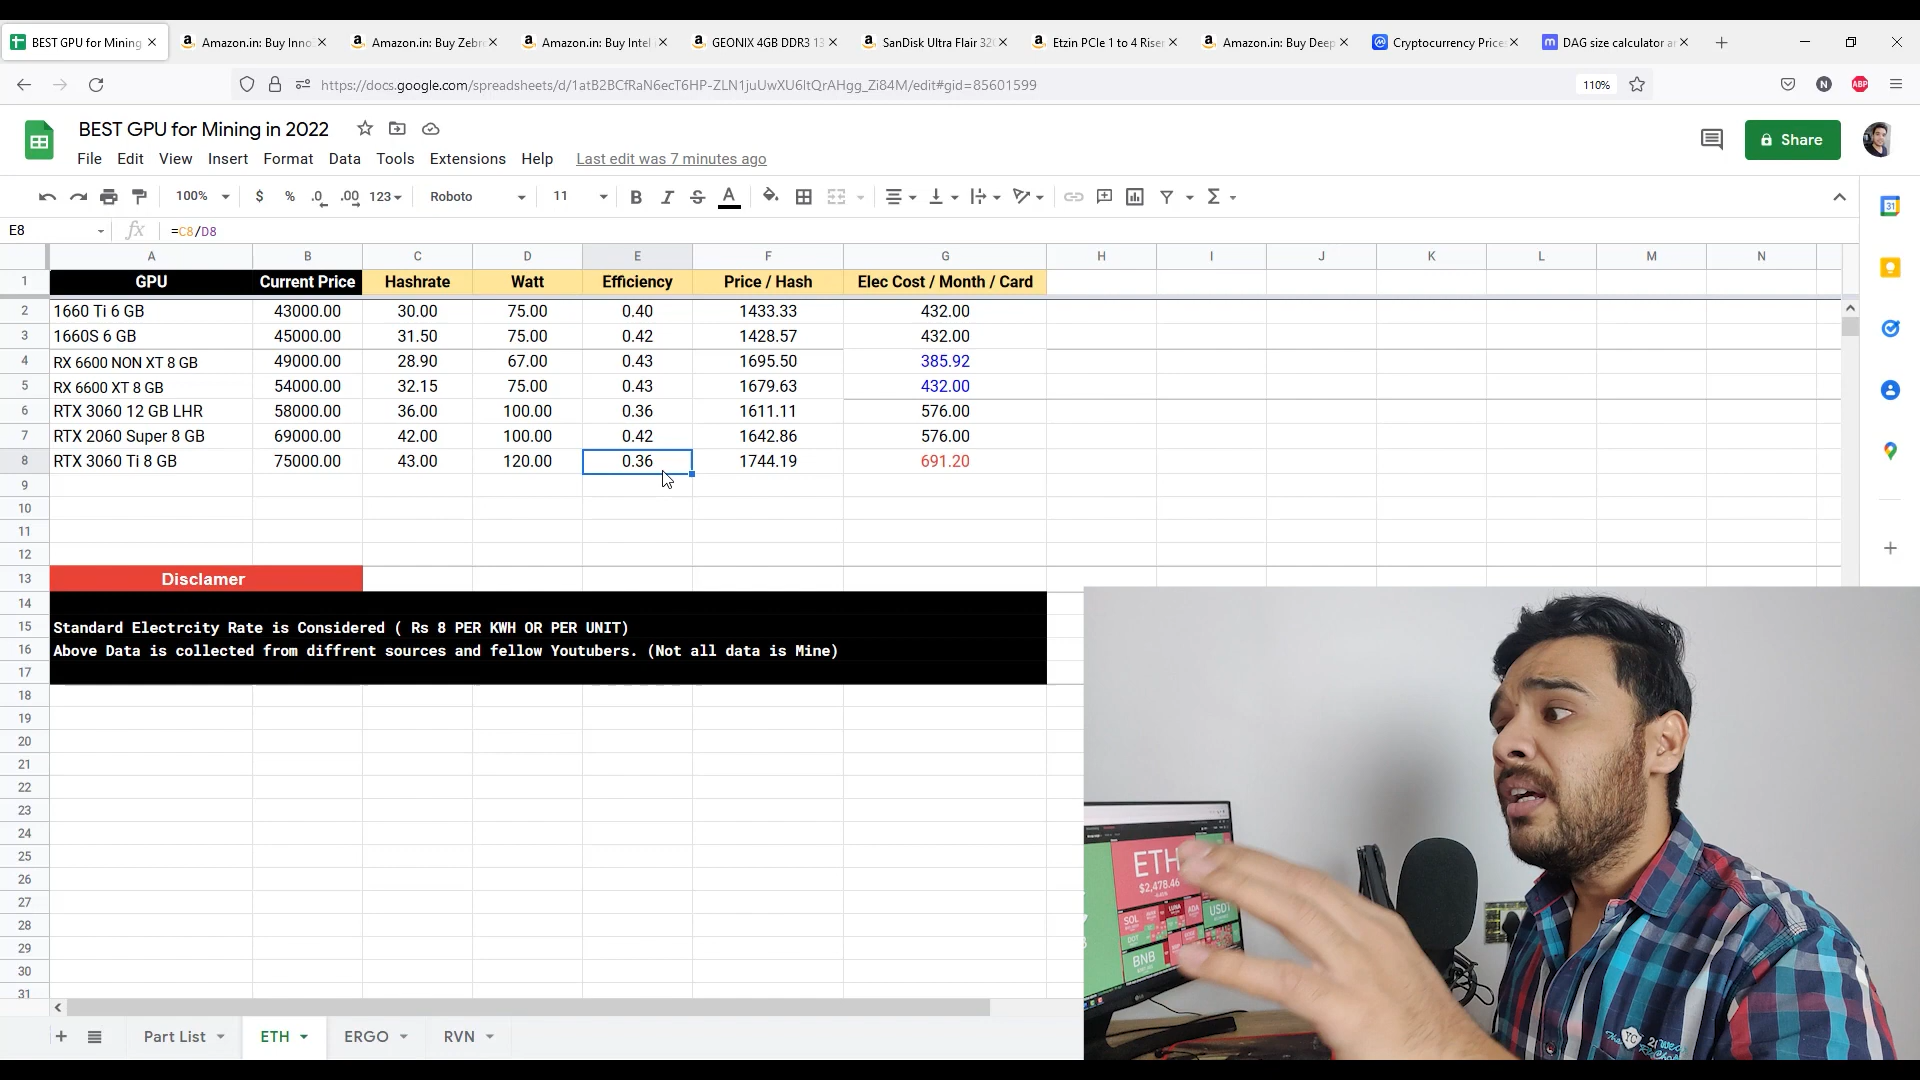 BEST GPU for Mining
Amazon.in: Buy Inno
Amazon.in: Buy Zebro
Amazon.in: Buy Intel
GEONIX 4GB DDR3 13
SanDisk Ultra Flair 32
Etzin PCIe 1 to 4 Riser
Amazon.in: Buy Deep
Cryptocurrency Price
DAG size calculator a
https://docs.google.com/spreadsheets/d/1atB2BCfRaN6ecT6HP-ZLN1juUwXU6ltQrAHgg_Zi84M/edit#gid=85601599
110%
N
ABP
BEST GPU for Mining in 2022
Share
File Edit View Insert Format Data Tools Extensions Help Last edit was 7 minutes ago
100% $ % .0 .00 123 Roboto 11 B I S A
31
E8 fx =C8/D8
A B C D E F G H I J K L M N
1 GPU Current Price Hashrate Watt Efficiency Price / Hash Elec Cost / Month / Card
2 1660 Ti 6 GB 43000.00 30.00 75.00 0.40 1433.33 432.00
3 1660S 6 GB 45000.00 31.50 75.00 0.42 1428.57 432.00
4 RX 6600 NON XT 8 GB 49000.00 28.90 67.00 0.43 1695.50 385.92
5 RX 6600 XT 8 GB 54000.00 32.15 75.00 0.43 1679.63 432.00
6 RTX 3060 12 GB LHR 58000.00 36.00 100.00 0.36 1611.11 576.00
7 RTX 2060 Super 8 GB 69000.00 42.00 100.00 0.42 1642.86 576.00
8 RTX 3060 Ti 8 GB 75000.00 43.00 120.00 0.36 1744.19 691.20
9
10
11
12
13 Disclamer
14
15 Standard Electrcity Rate is Considered ( Rs 8 PER KWH OR PER UNIT)
16 Above Data is collected from diffrent sources and fellow Youtubers. (Not all data is Mine)
17
18
19
20
21
22
23
24
25
26
27
28
29
30
31
Part List ETH ERGO RVN
ETH
$2,478.46
SOL
LUNA
ADA
USDT
DOT
BNB
XRP
LG
YC